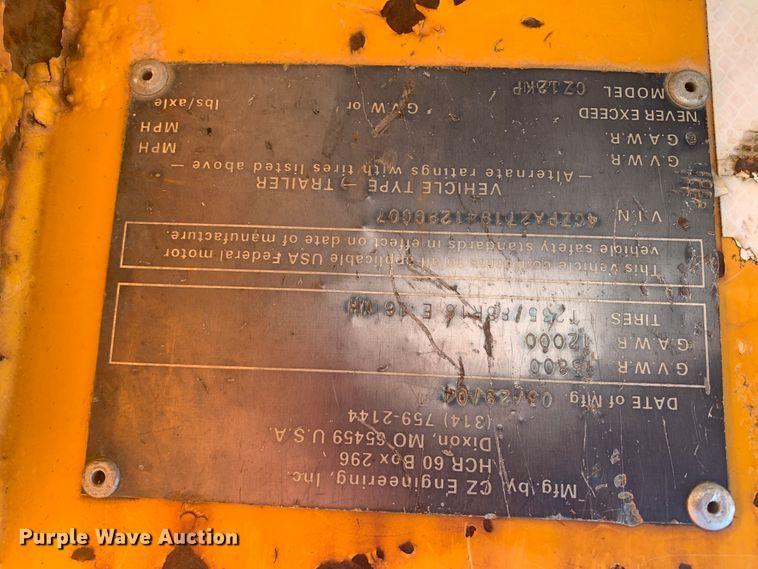 Mfg. by CZ Engineering, Inc.
HCR 60 Box 296
Dixon, MO 65459 U.S.A.
(314) 759-2144
DATE of Mfg.
G.V.W.R.
G.A.W.R. 12000
TIRES
This Vehicle conforms to all applicable USA Federal motor
vehicle safety standards in effect on date of manufacture.
V.I.N.
VEHICLE TYPE → TRAILER
—Alternate ratings with tires listed above—
G.V.W.R. MPH
G.A.W.R. MPH
NEVER EXCEED G.V.W. or lbs/axle
MODEL CZ12KP
Purple Wave Auction